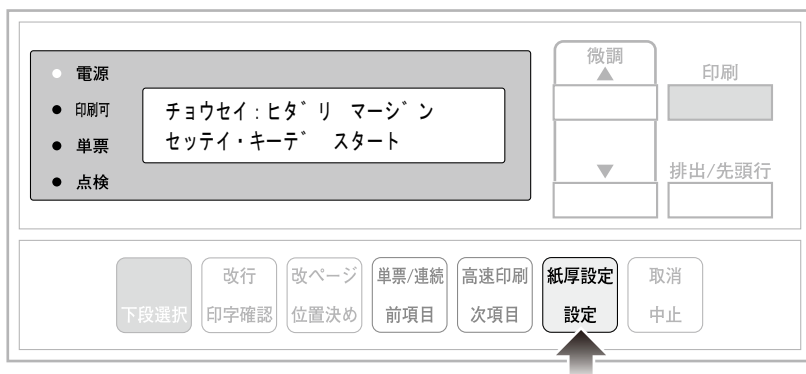 電源
印刷可
単票
点検
チョウセイ:ヒダリ マージン
セッテイ・キーデ スタート
微調
▲
▼
印刷
排出/先頭行
下段選択
改行
印字確認
改ページ
位置決め
単票/連続
前項目
高速印刷
次項目
紙厚設定
設定
取消
中止